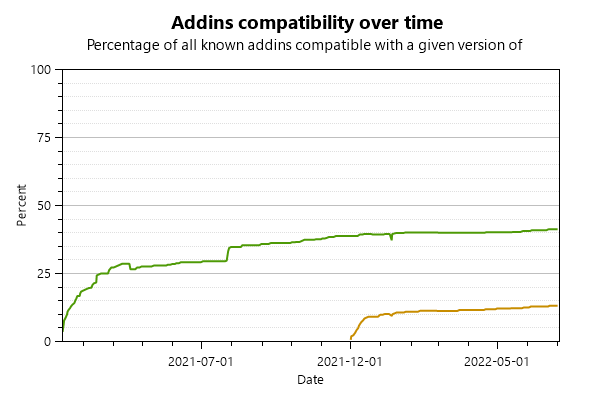 Addins compatibility over time
Percentage of all known addins compatible with a given version of
100
75
50
25
0
Percent
2021-07-01
2021-12-01
2022-05-01
Date